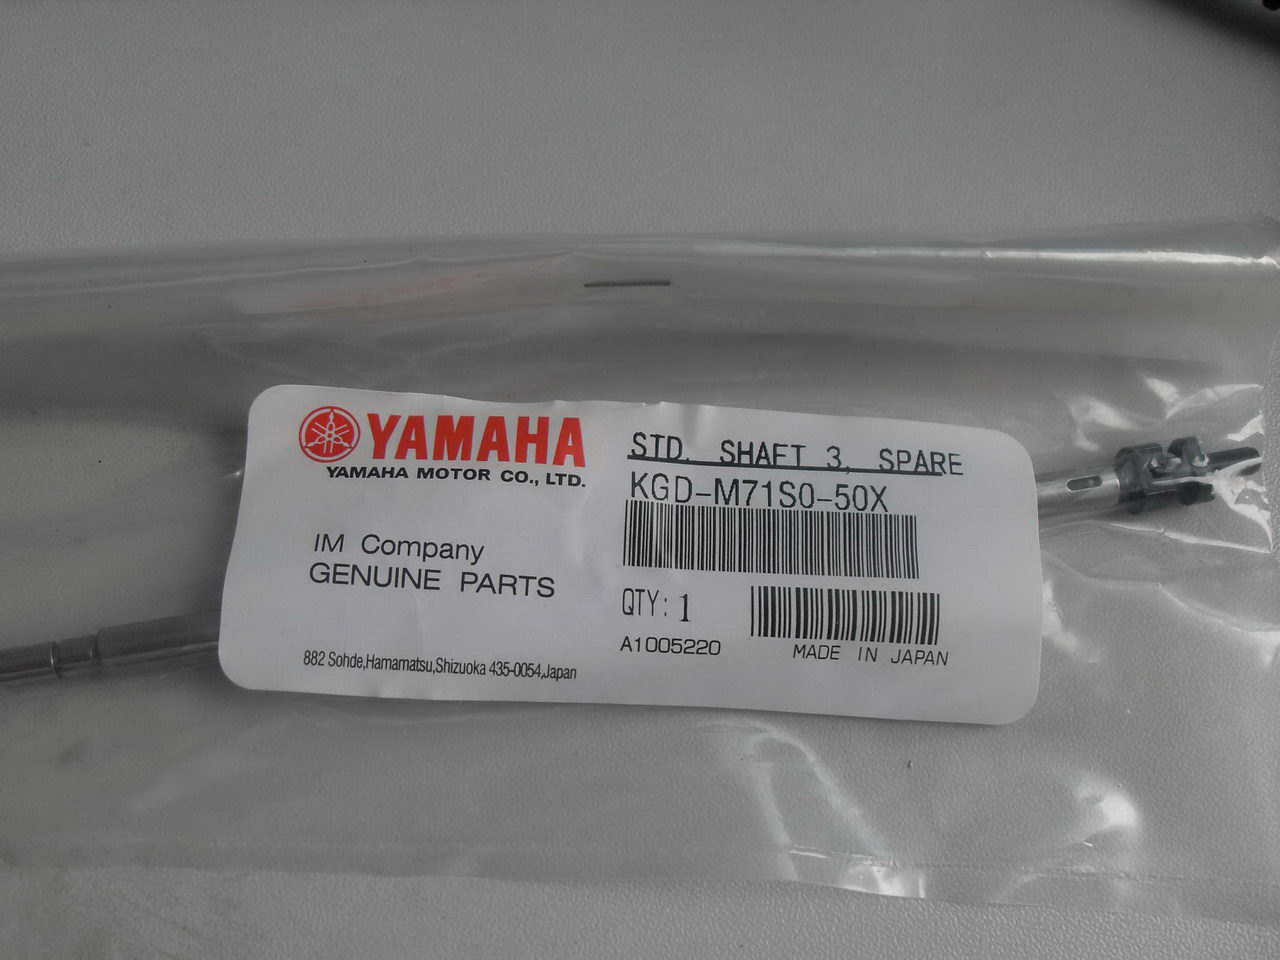 YAMAHA
YAMAHA MOTOR CO., LTD.
IM Company
GENUINE PARTS
882 Sohde,Hamamatsu,Shizuoka 435-0054,Japan
STD. SHAFT 3, SPARE
KGD-M71S0-50X
QTY: 1
A1005220
MADE IN JAPAN